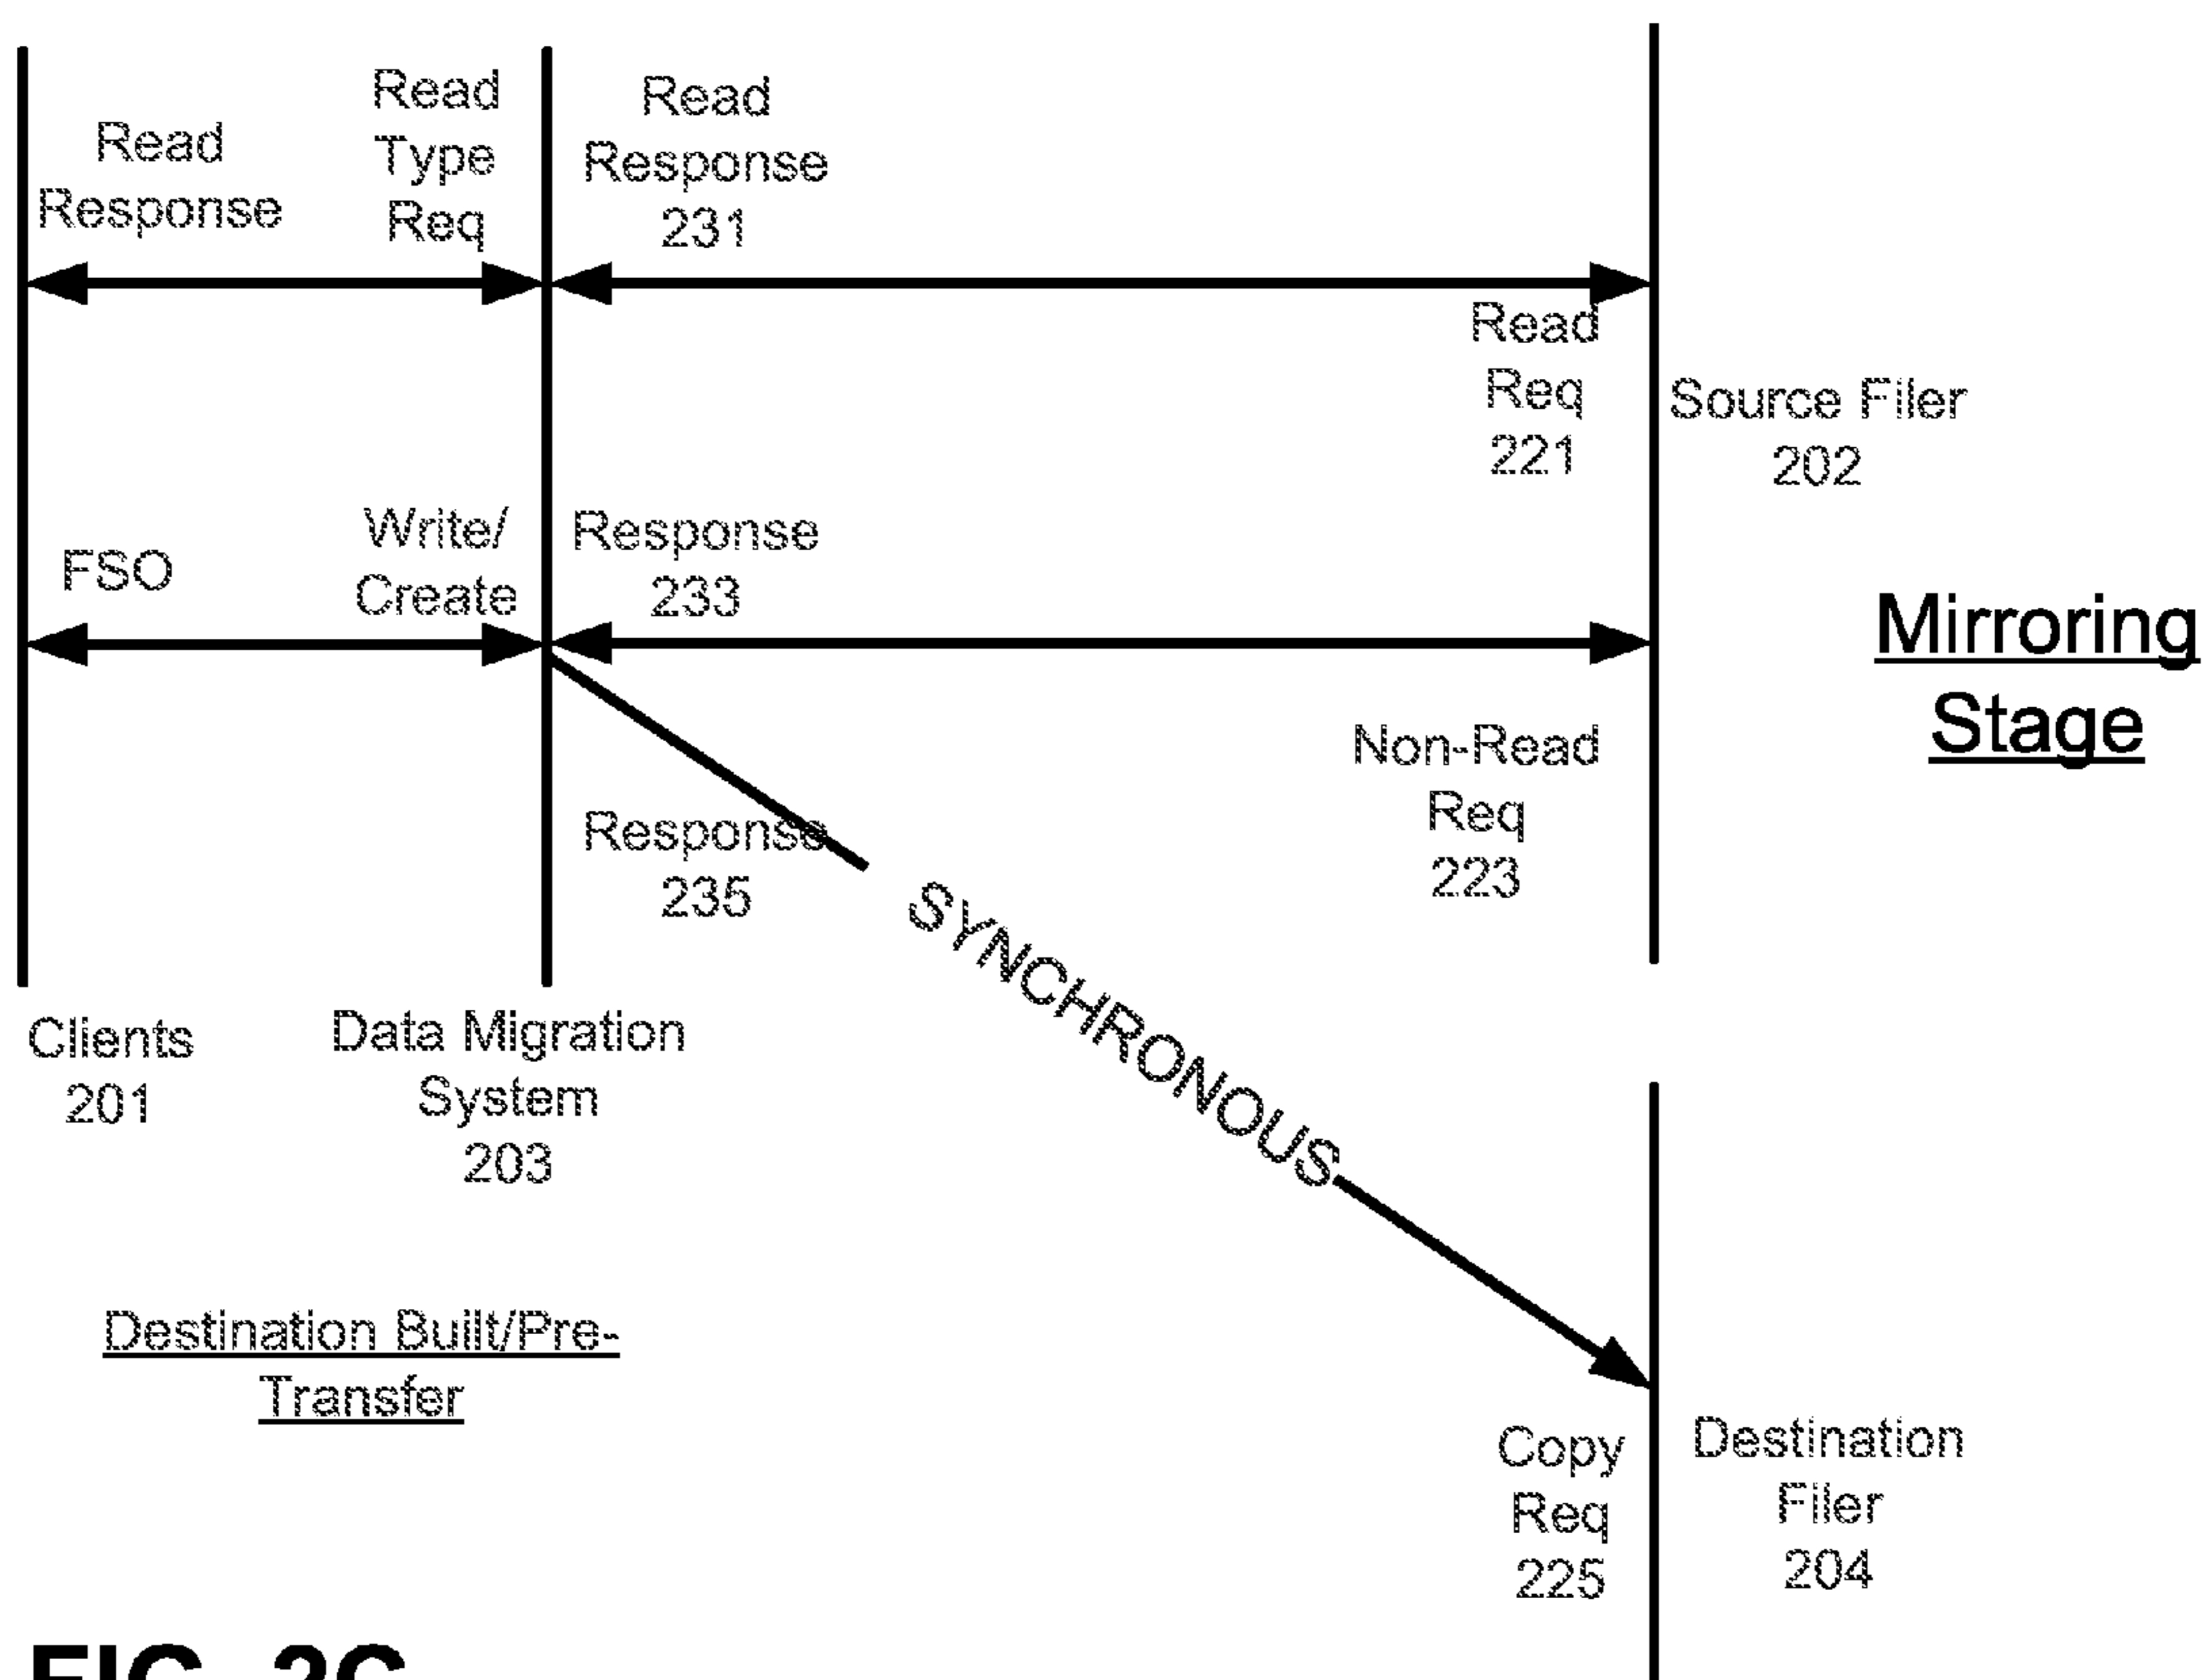 Read
Response
Read
Type
Req
Read
Response
231
Read
Req
221
Source Filer
202
FSO
Write/
Create
Response
233
Mirroring
Stage
Non-Read
Req
223
Response
235
SYNCHRONOUS
Clients
201
Data Migration
System
203
Destination Built/Pre-
Transfer
Copy
Req
225
Destination
Filer
204
FIG. 2C